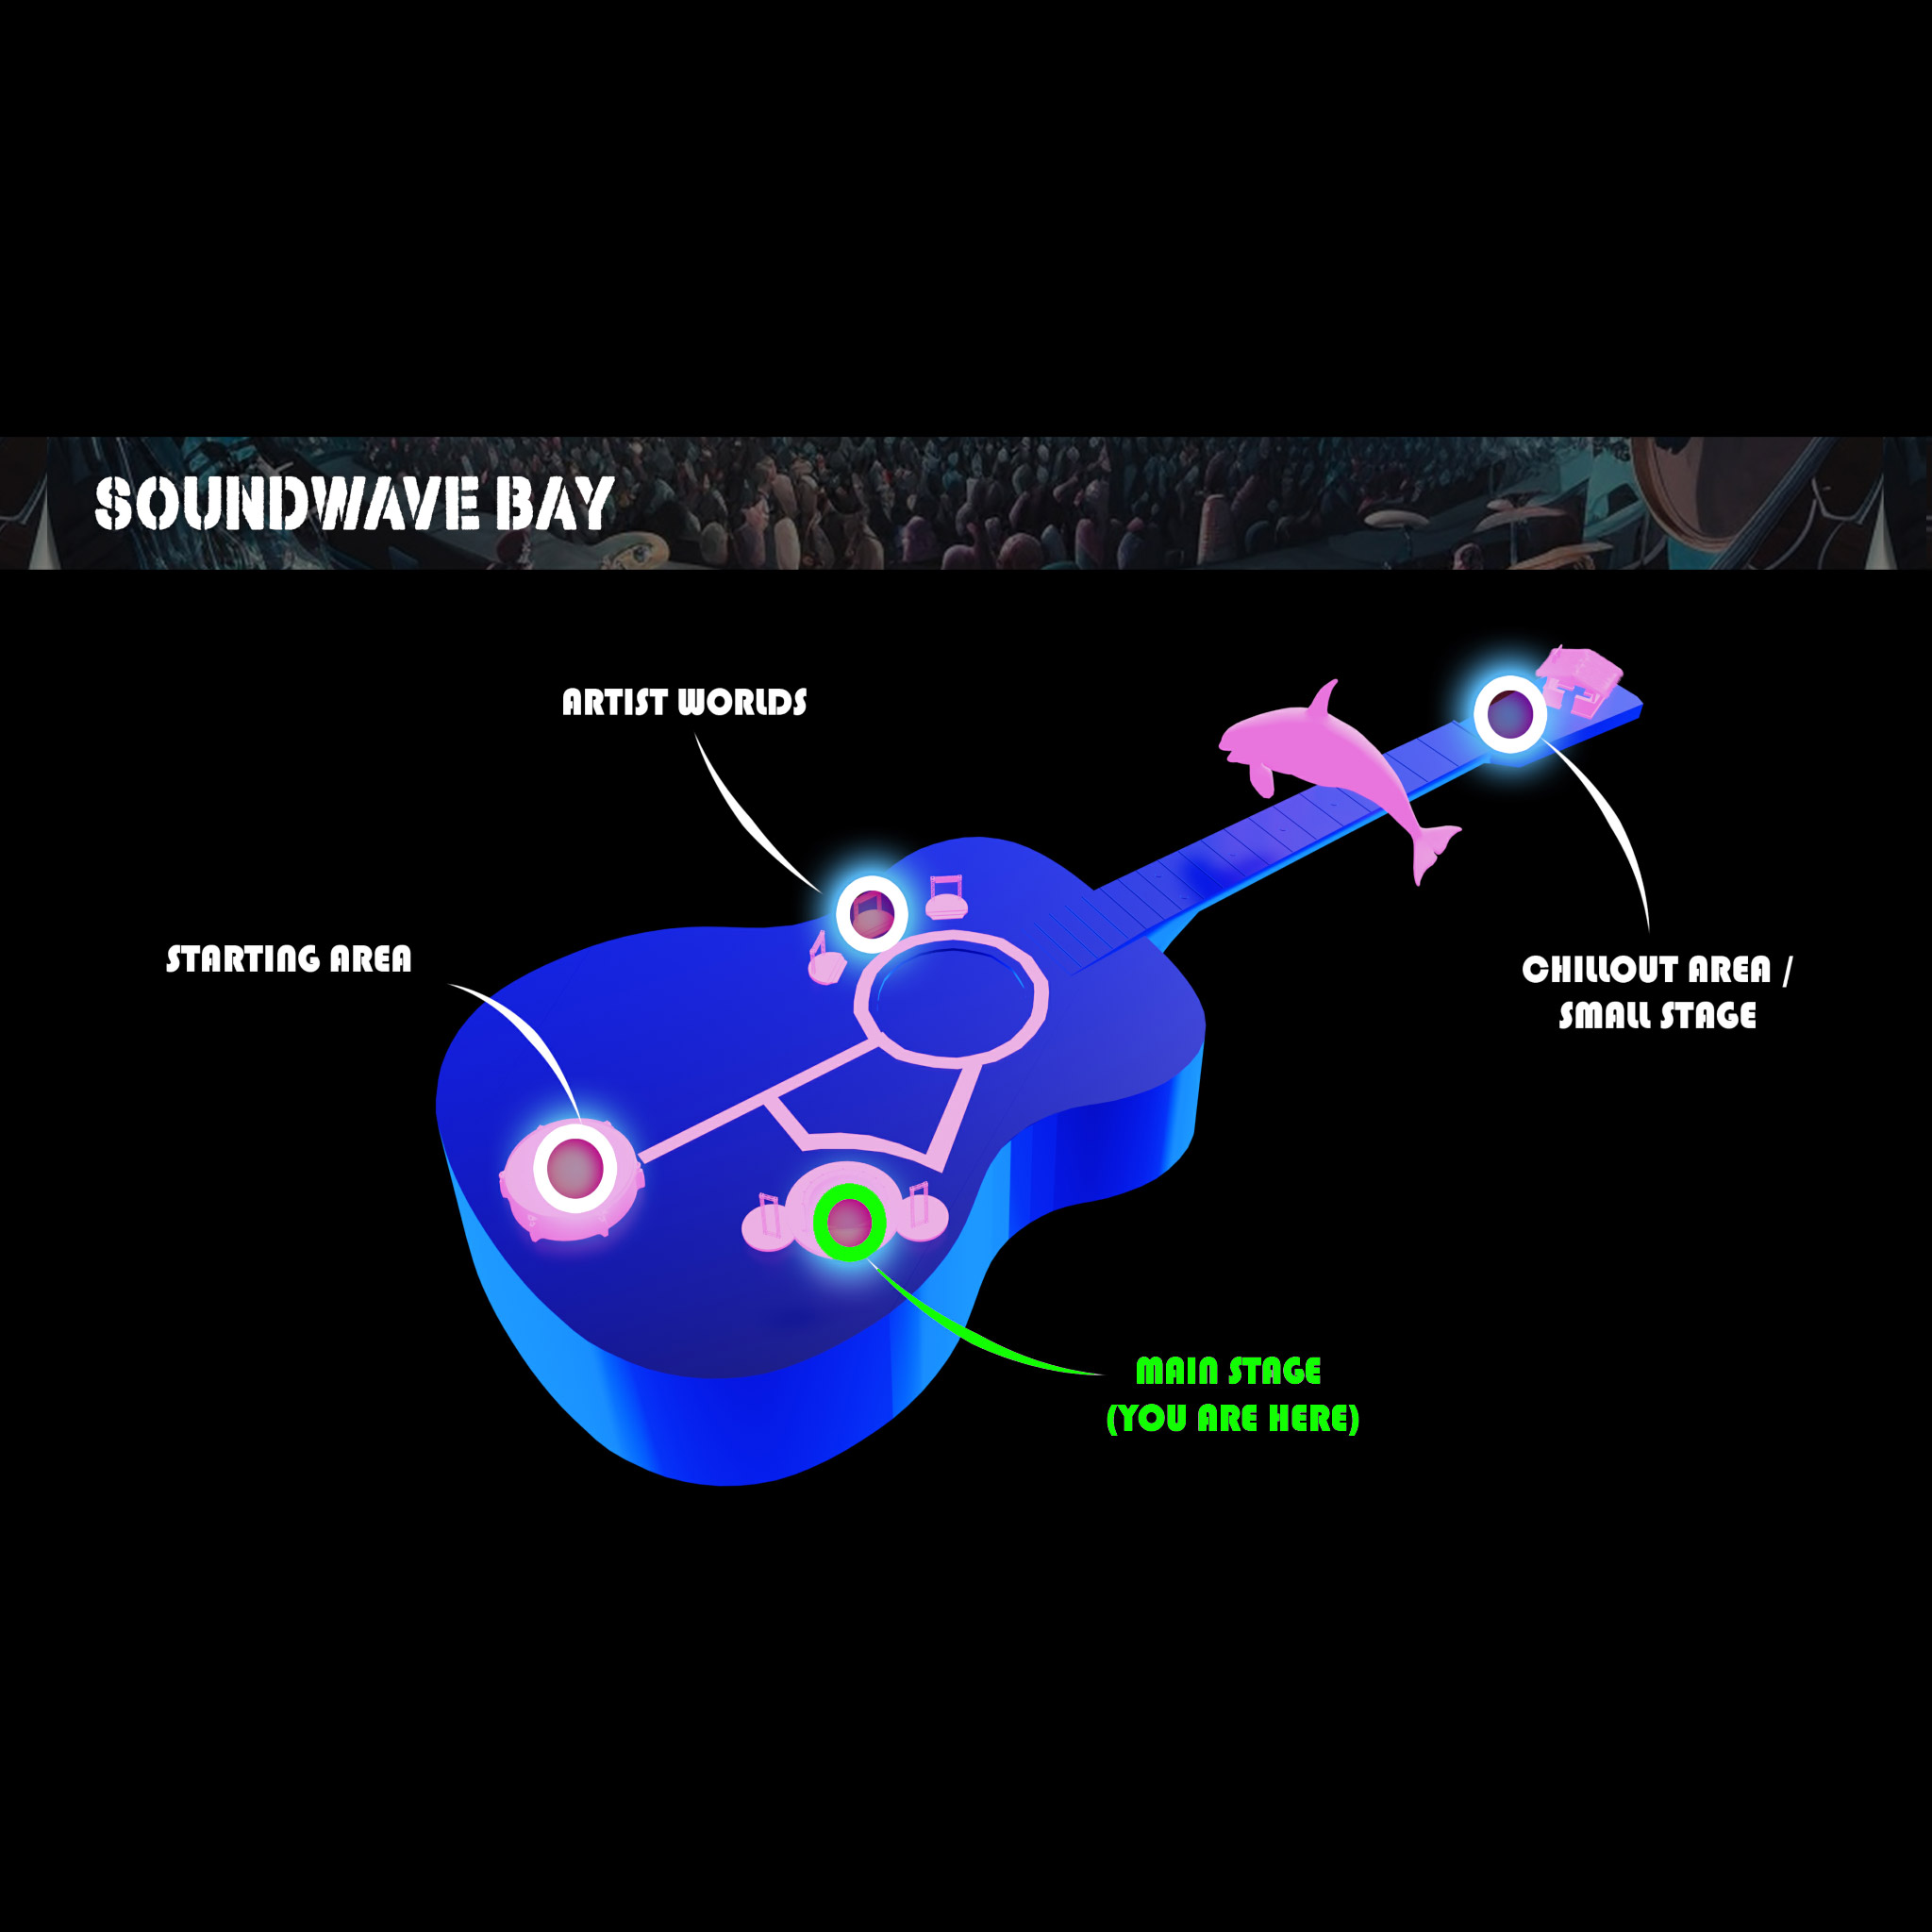 SOUNDWAVE BAY
ARTIST WORLDS
STARTING AREA
CHILLOUT AREA /
SMALL STAGE
MAIN STAGE
(YOU ARE HERE)